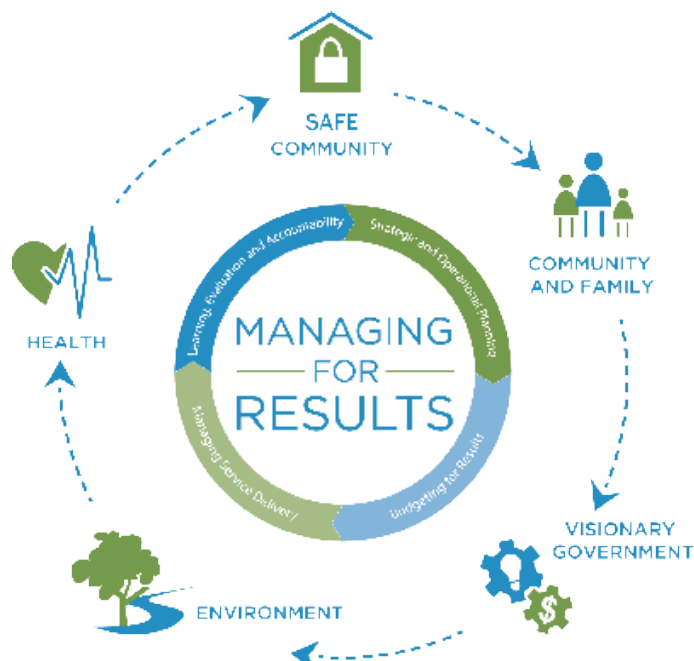 SAFE
COMMUNITY
COMMUNITY
AND FAMILY
VISIONARY
GOVERNMENT
$
ENVIRONMENT
HEALTH
Strategic and Operational Planning
Budgeting for Results
Managing Service Delivery
Learning, Evaluation and Accountability
MANAGING
FOR
RESULTS